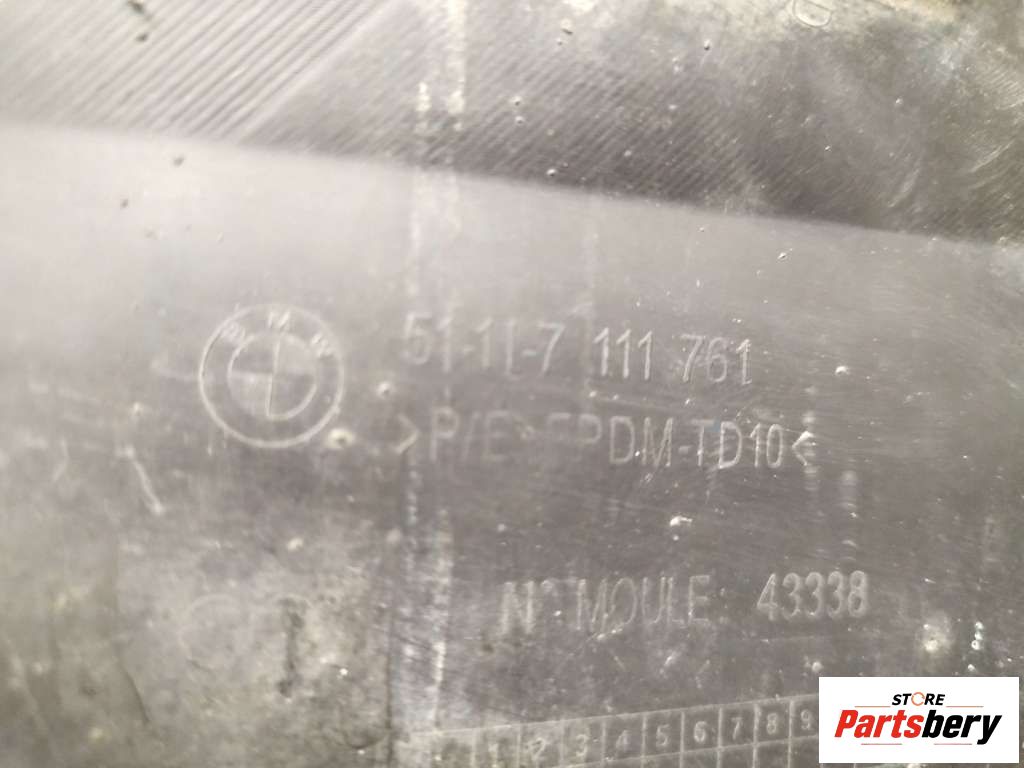 BMW
51-11-7 111 761
>P/E+EPDM-TD10<
N° MOULE 43338
1 2 3 4 5 6 7 8 9
STORE
Partsbery